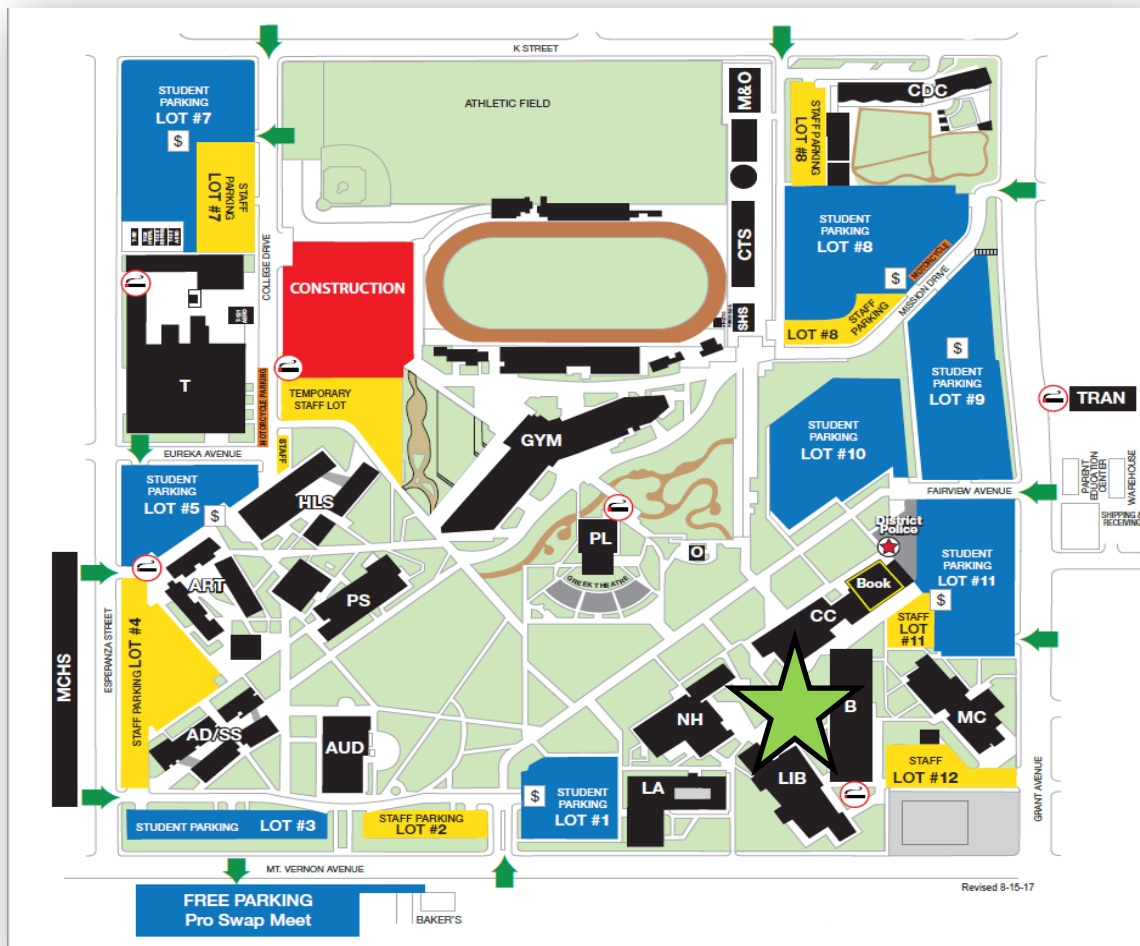 K STREET
STUDENT
PARKING
LOT #7
$
STAFF
PARKING
LOT #7
ATHLETIC FIELD
M&O
STAFF PARKING
LOT #8
CDC
COLLEGE DRIVE
CONSTRUCTION
CTS
SHS
STUDENT
PARKING
LOT #8
$
MOTORCYCLE
MISSION DRIVE
STAFF
PARKING
LOT #8
T
MOTORCYCLE PARKING
TEMPORARY
STAFF LOT
STAFF
EUREKA AVENUE
GYM
$
STUDENT
PARKING
LOT #9
TRAN
STUDENT
PARKING
LOT #10
PARENT
EDUCATION
CENTER
WAREHOUSE
FAIRVIEW AVENUE
SHIPPING &
RECEIVING
STUDENT
PARKING
LOT #5
$
HLS
PL
GREEK THEATRE
O
District
Police
STUDENT
PARKING
LOT #11
$
Book
CC
STAFF
LOT
#11
ART
PS
MCHS
ESPERANZA STREET
STAFF PARKING LOT #4
AD/SS
AUD
NH
B
MC
LIB
LA
STAFF
LOT #12
GRANT AVENUE
$
STUDENT
PARKING
LOT #1
STUDENT PARKING LOT #3
STAFF PARKING
LOT #2
MT. VERNON AVENUE
FREE PARKING
Pro Swap Meet
BAKER'S
Revised 8-15-17